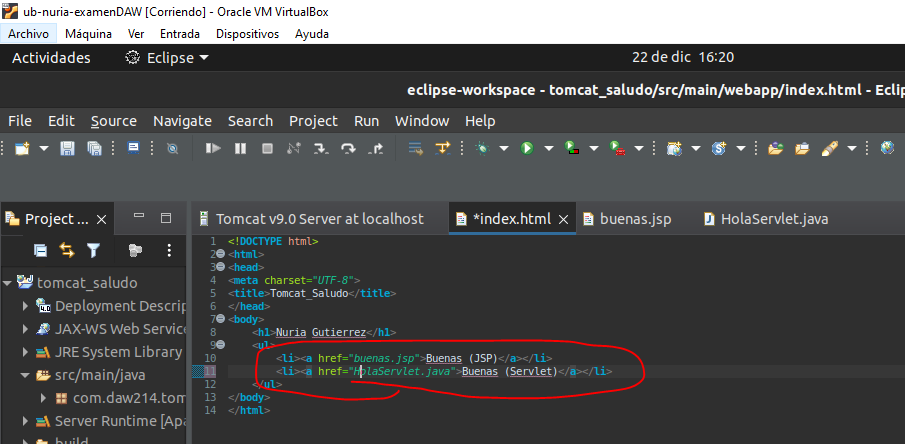 ub-nuria-examenDAW [Corriendo] - Oracle VM VirtualBox
Archivo Máquina Ver Entrada Dispositivos Ayuda
Actividades Eclipse 22 de dic 16:20
eclipse-workspace - tomcat_saludo/src/main/webapp/index.html - Ecli
File Edit Source Navigate Search Project Run Window Help
Project ... Tomcat v9.0 Server at localhost *index.html buenas.jsp HolaServlet.java
1 <!DOCTYPE html>
2 <html>
3 <head>
4 <meta charset="UTF-8">
5 <title>Tomcat_Saludo</title>
6 </head>
7 <body>
8 <h1>Nuria Gutierrez</h1>
9 <ul>
10 <li><a href="buenas.jsp">Buenas (JSP)</a></li>
11 <li><a href="HolaServlet.java">Buenas (Servlet)</a></li>
12 </ul>
13 </body>
14 </html>
tomcat_saludo
Deployment Descrip
JAX-WS Web Service
JRE System Library
src/main/java
com.daw214.tom
Server Runtime [Apa
build